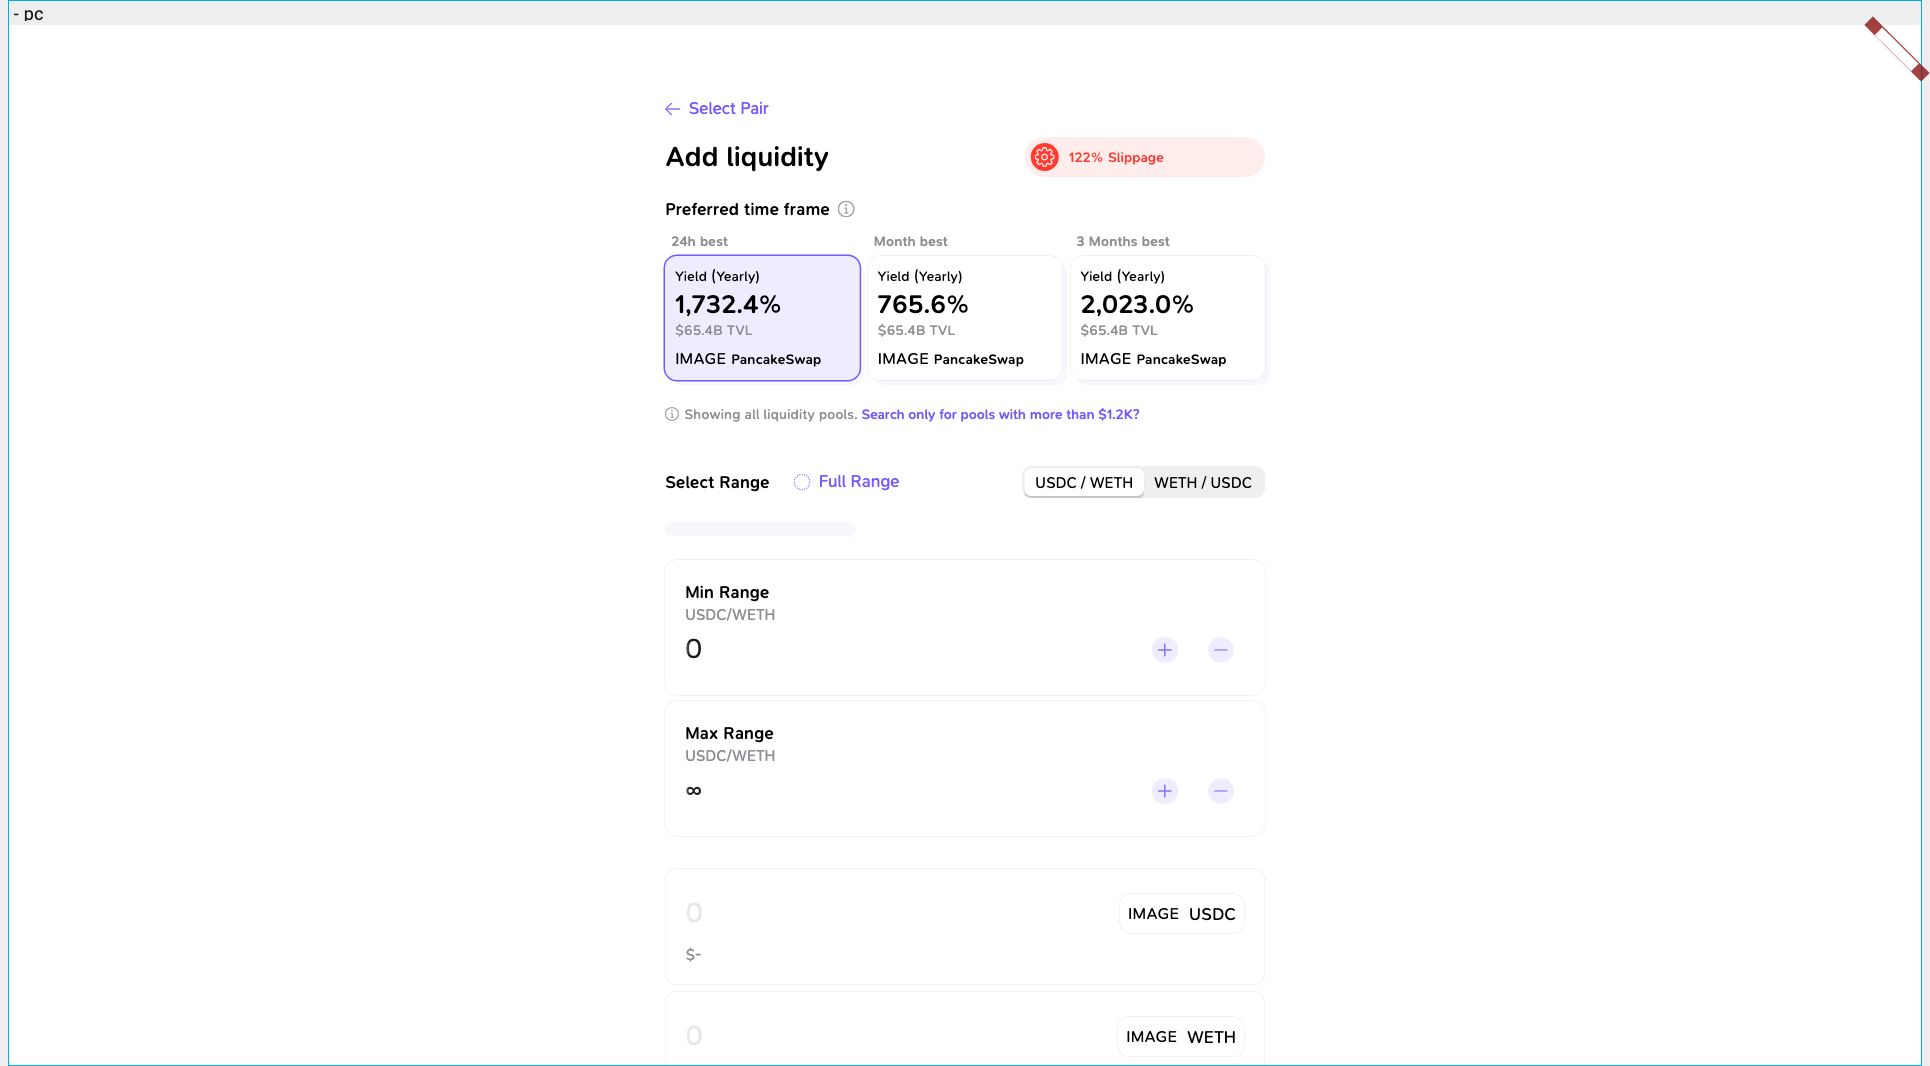 - pc
Select Pair
Add liquidity
122% Slippage
Preferred time frame
24h best
Month best
3 Months best
Yield (Yearly)
1,732.4%
$65.4B TVL
IMAGE PancakeSwap
Yield (Yearly)
765.6%
$65.4B TVL
IMAGE PancakeSwap
Yield (Yearly)
2,023.0%
$65.4B TVL
IMAGE PancakeSwap
Showing all liquidity pools. Search only for pools with more than $1.2K?
Select Range
Full Range
USDC / WETH
WETH / USDC
Min Range
USDC/WETH
0
Max Range
USDC/WETH
∞
0
IMAGE USDC
$-
0
IMAGE WETH